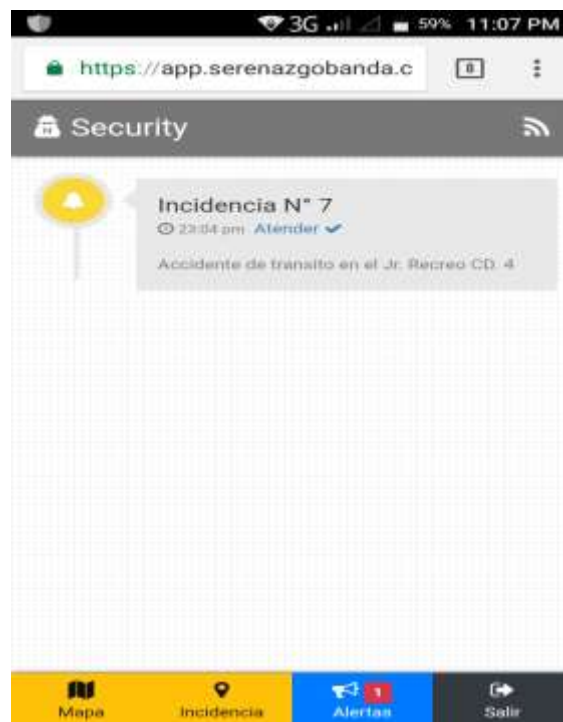 3G 59% 11:07 PM
https://app.serenazgobanda.c 8
Security
Incidencia N° 7
23:04 pm Atender
Accidente de transito en el Jr. Recreo CD. 4
Mapa Incidencia 1 Alertas Salir